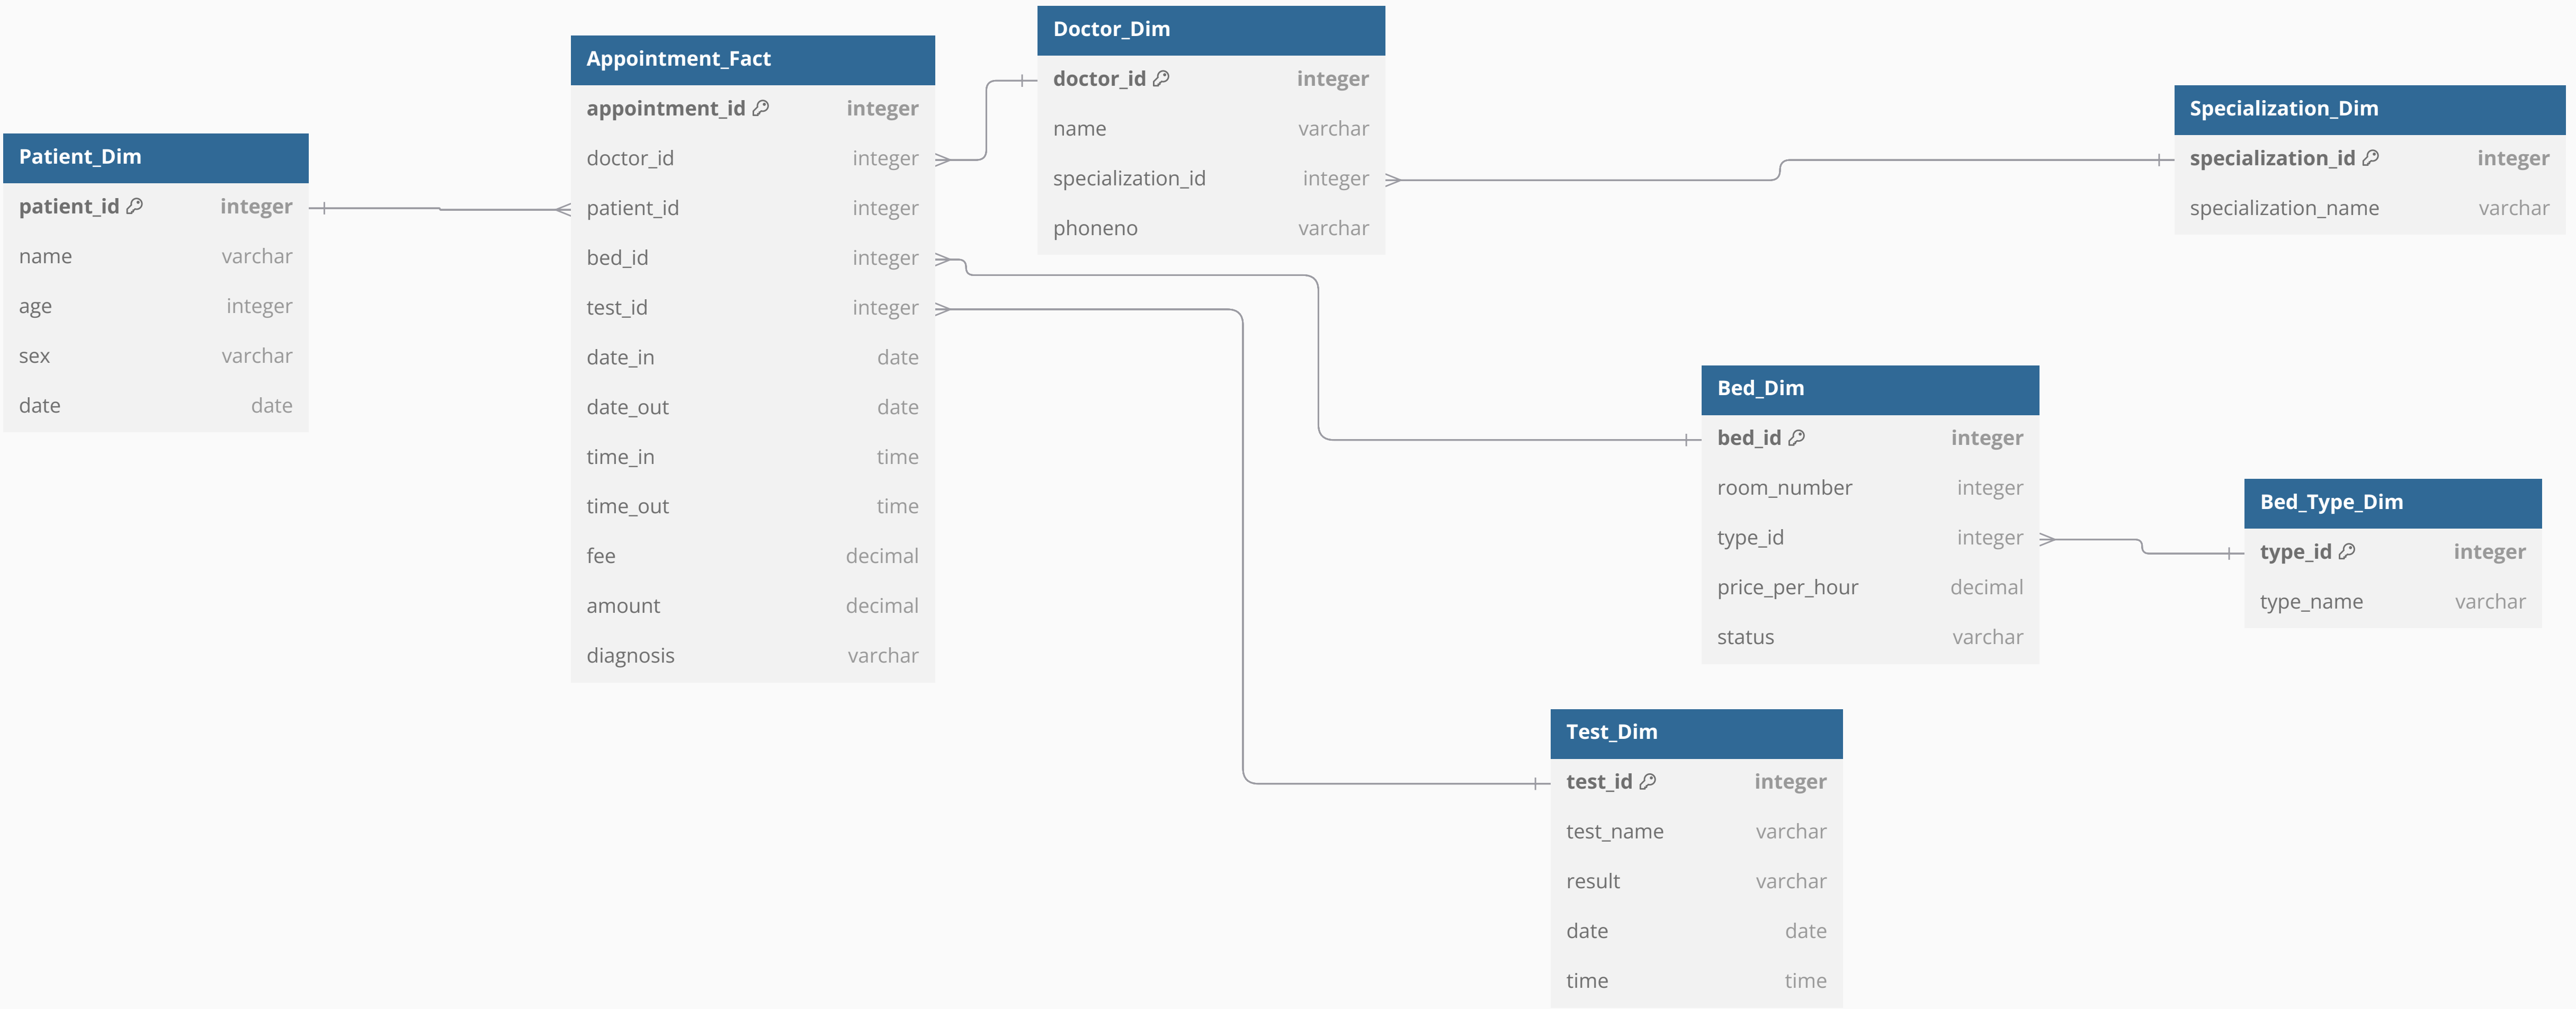 Patient_Dim
patient_id integer
name varchar
age integer
sex varchar
date date
Appointment_Fact
appointment_id integer
doctor_id integer
patient_id integer
bed_id integer
test_id integer
date_in date
date_out date
time_in time
time_out time
fee decimal
amount decimal
diagnosis varchar
Doctor_Dim
doctor_id integer
name varchar
specialization_id integer
phoneno varchar
Specialization_Dim
specialization_id integer
specialization_name varchar
Bed_Dim
bed_id integer
room_number integer
type_id integer
price_per_hour decimal
status varchar
Bed_Type_Dim
type_id integer
type_name varchar
Test_Dim
test_id integer
test_name varchar
result varchar
date date
time time